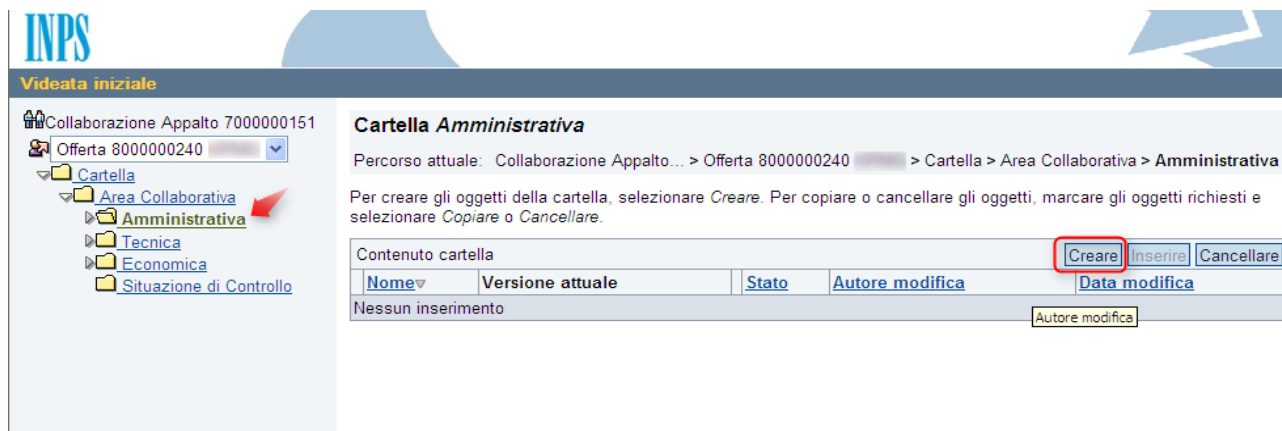 INPS
Videata iniziale
Collaborazione Appalto 7000000151
Offerta 8000000240
Cartella
Area Collaborativa
Amministrativa
Tecnica
Economica
Situazione di Controllo
Cartella Amministrativa
Percorso attuale: Collaborazione Appalto... > Offerta 8000000240 > Cartella > Area Collaborativa > Amministrativa
Per creare gli oggetti della cartella, selezionare Creare. Per copiare o cancellare gli oggetti, marcare gli oggetti richiesti e
selezionare Copiare o Cancellare.
Contenuto cartella Creare Inserire Cancellare
Nome Versione attuale Stato Autore modifica Data modifica
Nessun inserimento
Autore modifica